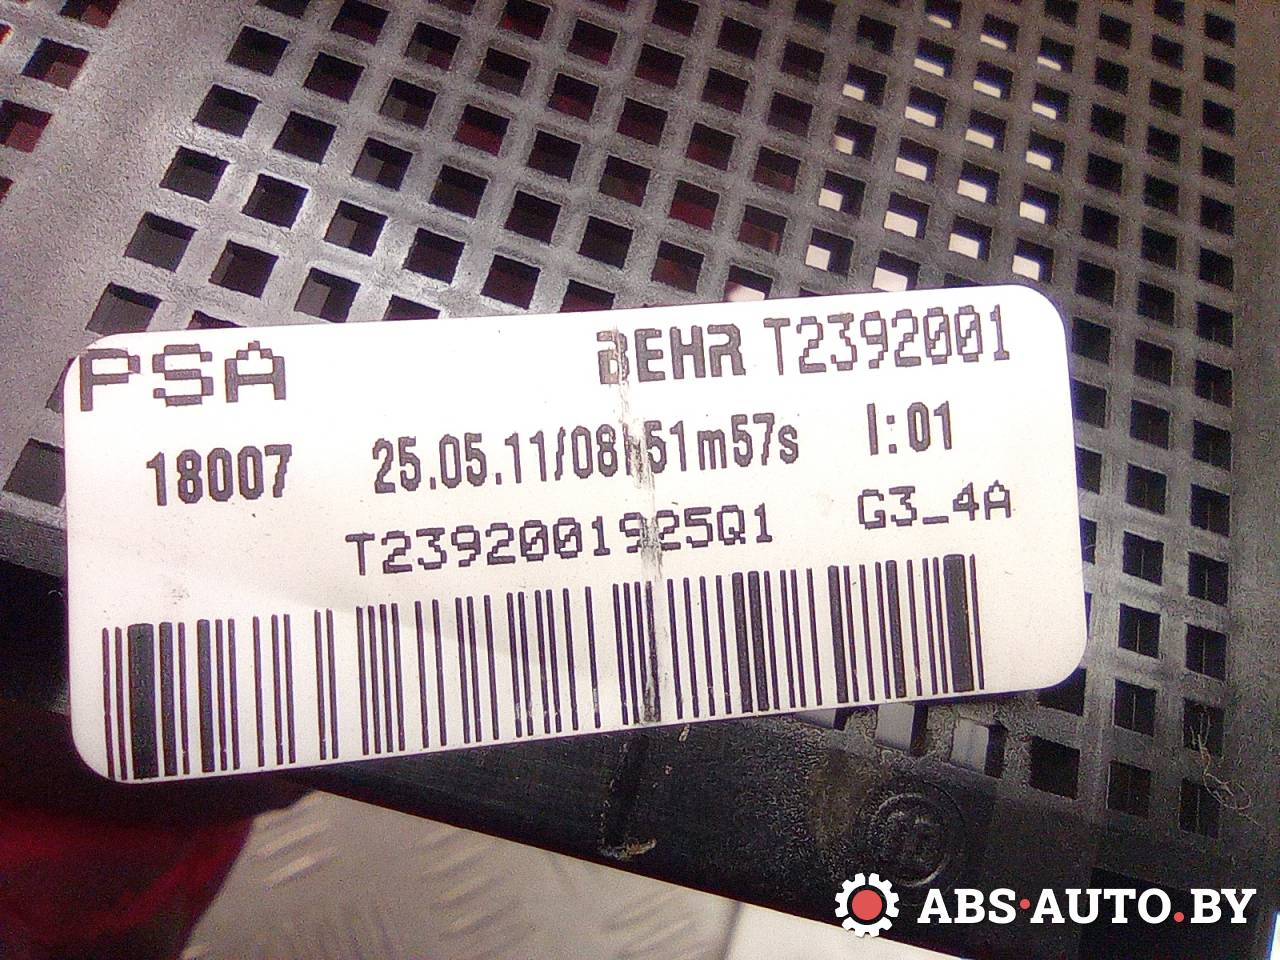 PSA BEHR T2392001
18007 25.05.11/08h51m57s I:01
T2392001925Q1 G3_4A
ABS·AUTO.BY